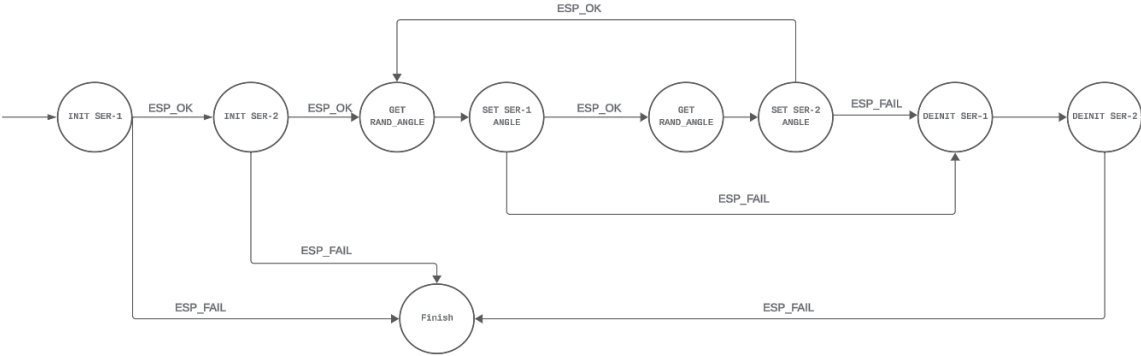 ESP_OK
INIT SER-1
ESP_OK
INIT SER-2
ESP_OK
GET
RAND_ANGLE
SET SER-1
ANGLE
ESP_OK
GET
RAND_ANGLE
SET SER-2
ANGLE
ESP_FAIL
DEINIT SER-1
DEINIT SER-2
ESP_FAIL
ESP_FAIL
ESP_FAIL
Finish
ESP_FAIL